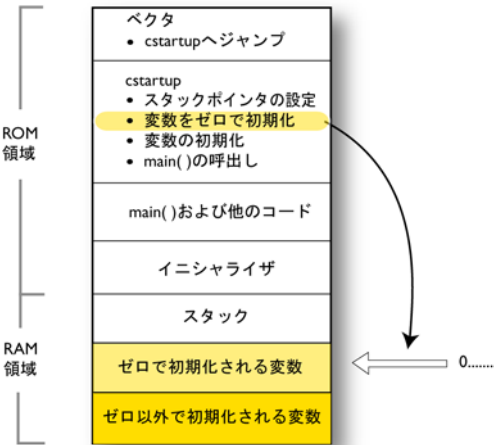 ベクタ
• cstartupへジャンプ
cstartup
• スタックポインタの設定
• 変数をゼロで初期化
• 変数の初期化
• main( )の呼出し
ROM
領域
main( )および他のコード
イニシャライザ
スタック
RAM
領域
ゼロで初期化される変数
0.......
ゼロ以外で初期化される変数